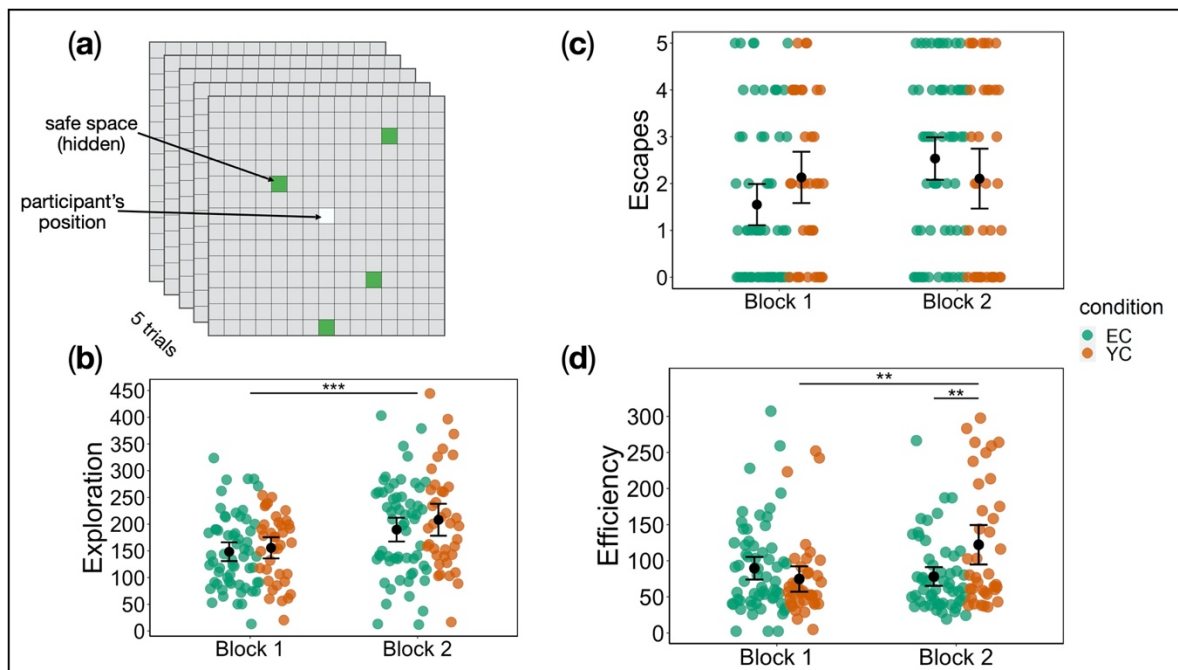 (a)
safe space
(hidden)
participant's
position
5 trials
(c)
Escapes
5
4
3
2
1
0
Block 1
Block 2
condition
EC
YC
(b)
Exploration
450
400
350
300
250
200
150
100
50
0
***
Block 1
Block 2
(d)
Efficiency
300
250
200
150
100
50
0
**
**
Block 1
Block 2